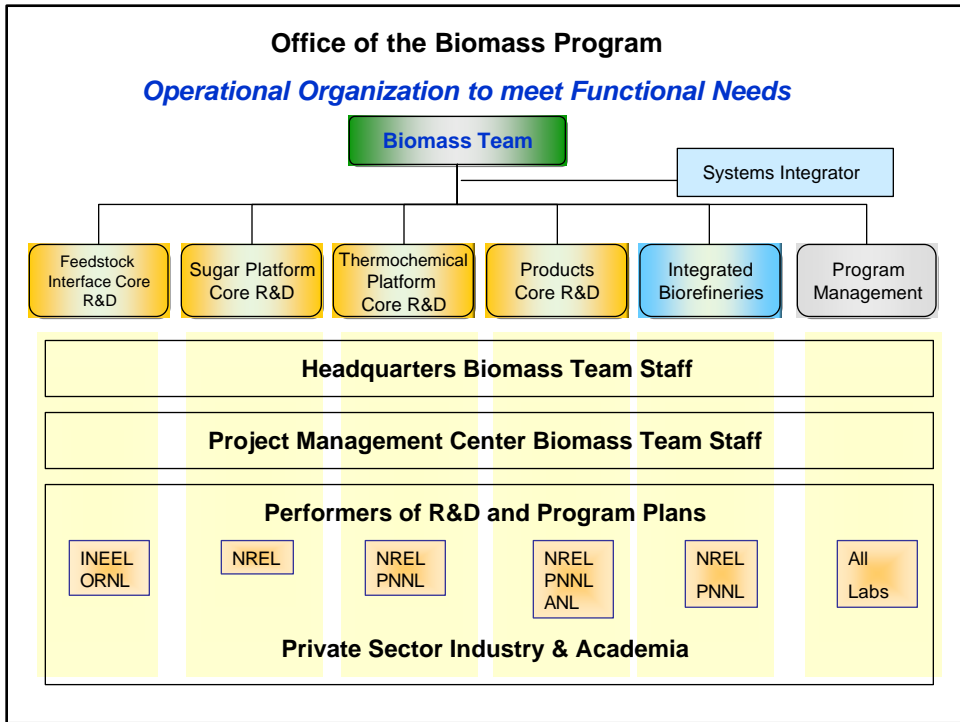 Office of the Biomass Program
Operational Organization to meet Functional Needs
Biomass Team
Systems Integrator
Feedstock
Interface Core
R&D
Sugar Platform
Core R&D
Thermochemical
Platform
Core R&D
Products
Core R&D
Integrated
Biorefineries
Program
Management
Headquarters Biomass Team Staff
Project Management Center Biomass Team Staff
Performers of R&D and Program Plans
INEEL
ORNL
NREL
NREL
PNNL
NREL
PNNL
ANL
NREL
PNNL
All
Labs
Private Sector Industry & Academia